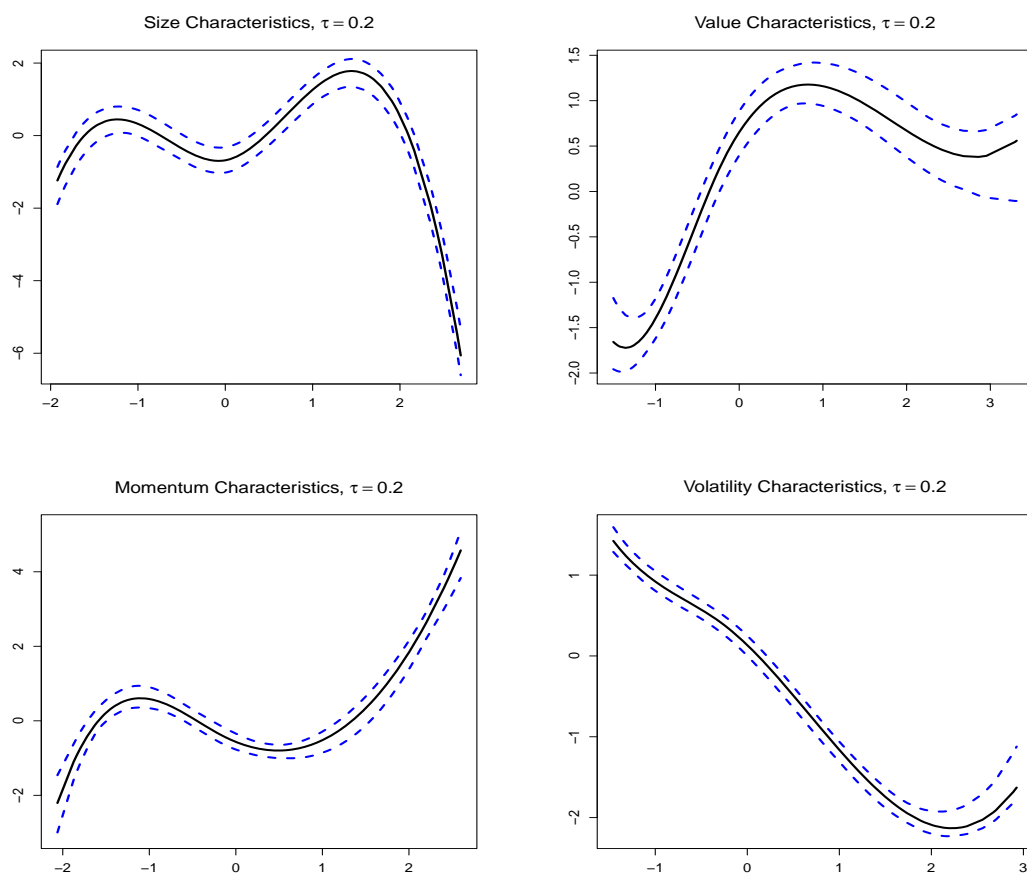 Size Characteristics, τ = 0.2
2
0
−2
−4
−6
−2 −1 0 1 2
Value Characteristics, τ = 0.2
1.5
1.0
0.5
0.0
−0.5
−1.0
−1.5
−2.0
−1 0 1 2 3
Momentum Characteristics, τ = 0.2
4
2
0
−2
−2 −1 0 1 2
Volatility Characteristics, τ = 0.2
1
0
−1
−2
−1 0 1 2 3